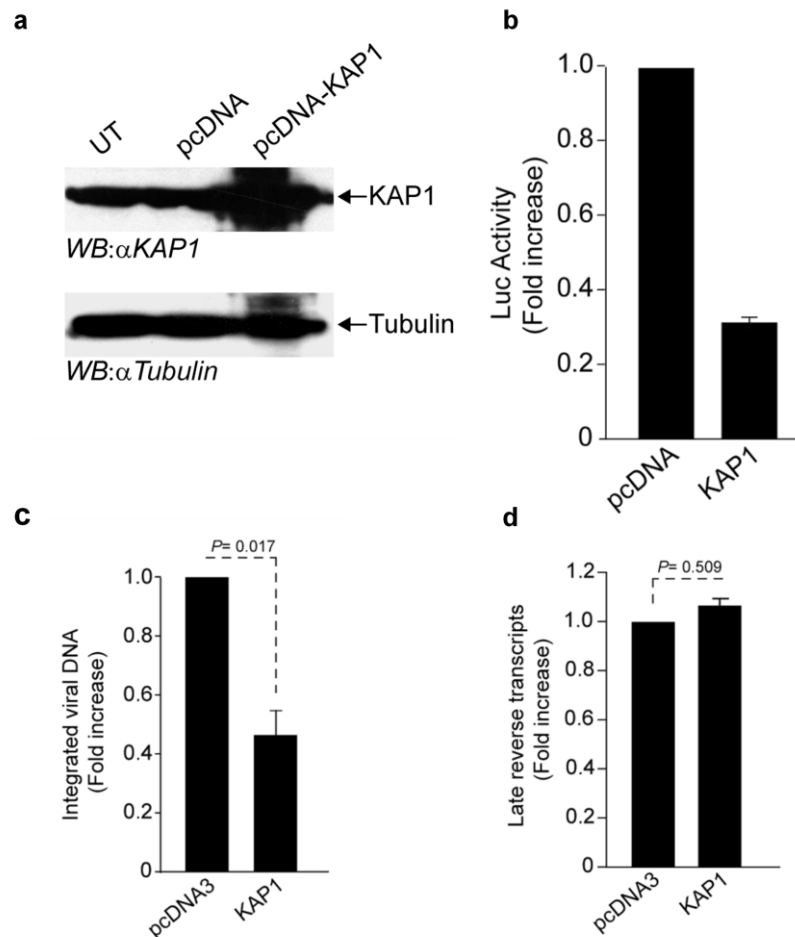 a
UT
pcDNA
pcDNA-KAP1
KAP1
WB:αKAP1
Tubulin
WB:αTubulin
b
Luc Activity
(Fold increase)
1.0
0.8
0.6
0.4
0.2
0
pcDNA
KAP1
c
P= 0.017
Integrated viral DNA
(Fold increase)
1.0
0.8
0.6
0.4
0.2
0
pcDNA3
KAP1
d
P= 0.509
Late reverse transcripts
(Fold increase)
1.2
1.0
0.8
0.6
0.4
0.2
0
pcDNA3
KAP1